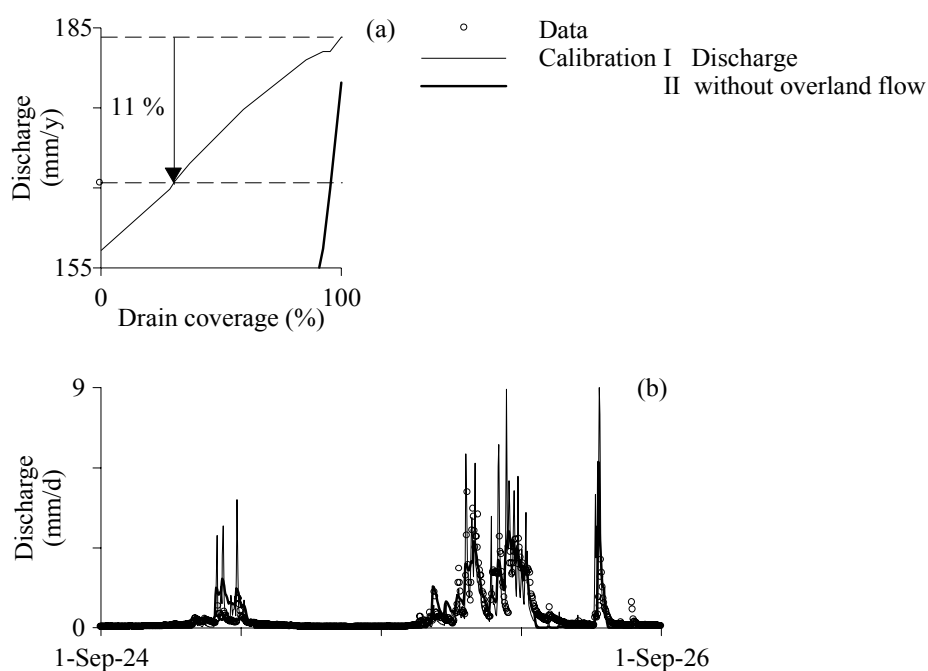 185
(a)
Data
Calibration I Discharge
II without overland flow
11 %
Discharge
(mm/y)
155
0
100
Drain coverage (%)
9
(b)
Discharge
(mm/d)
0
1-Sep-24
1-Sep-26